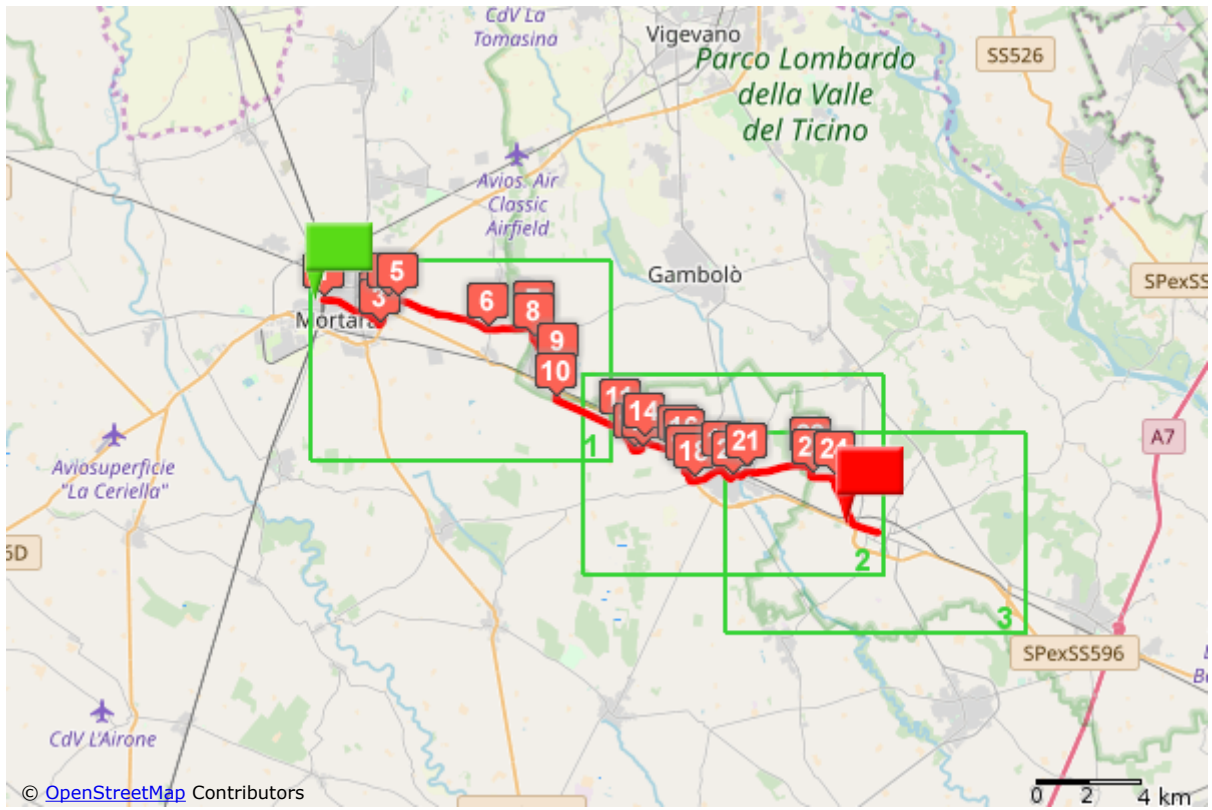 CdV La
Tomasina
Vigevano
SS526
Parco Lombardo
della Valle
del Ticino
Avios. Air
Classic
Airfield
5
3
Mortara
Gambolò
SPexSS
6
8
9
10
14
18
21
1
A7
Aviosuperficie
"La Ceriella"
6D
2
3
SPexSS596
CdV L'Airone
© OpenStreetMap Contributors
0 2 4 km